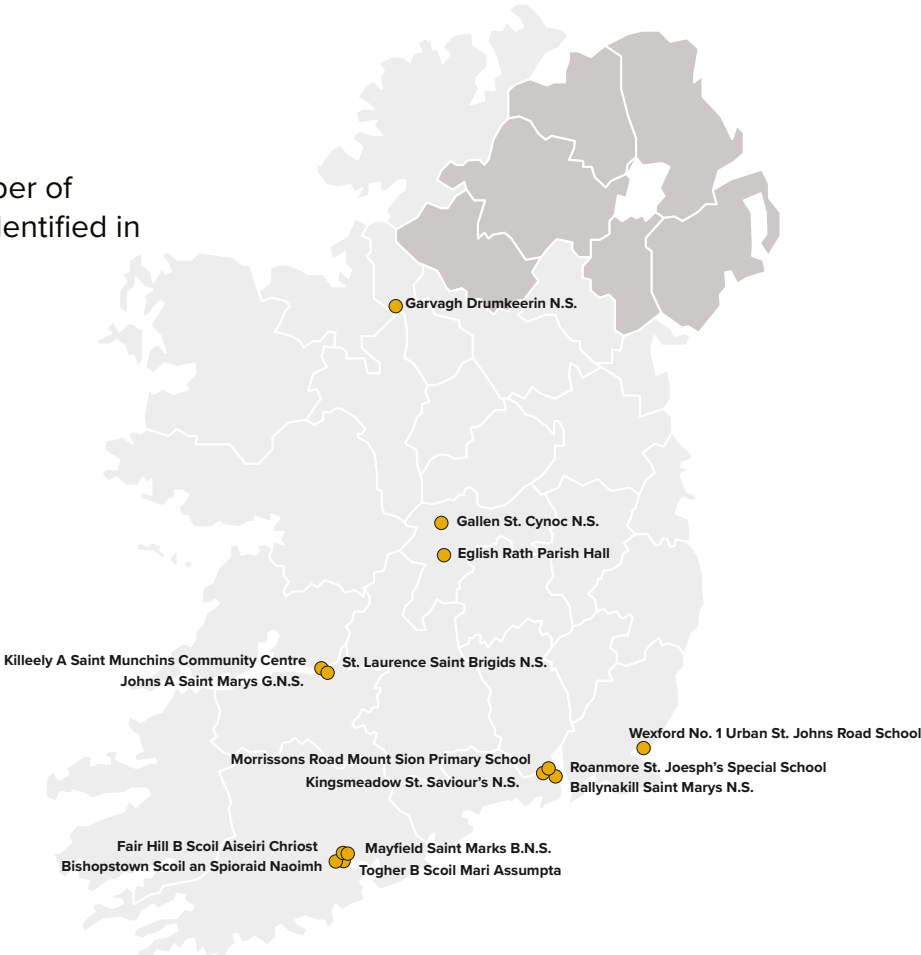 ber of
dentified in
Garvagh Drumkeerin N.S.
Gallen St. Cynoc N.S.
Eglish Rath Parish Hall
Killeely A Saint Munchins Community Centre
St. Laurence Saint Brigids N.S.
Johns A Saint Marys G.N.S.
Wexford No. 1 Urban St. Johns Road School
Morrissons Road Mount Sion Primary School
Roanmore St. Joesph's Special School
Kingsmeadow St. Saviour's N.S.
Ballynakill Saint Marys N.S.
Fair Hill B Scoil Aiseiri Chriost
Mayfield Saint Marks B.N.S.
Bishopstown Scoil an Spioraid Naoimh
Togher B Scoil Mari Assumpta